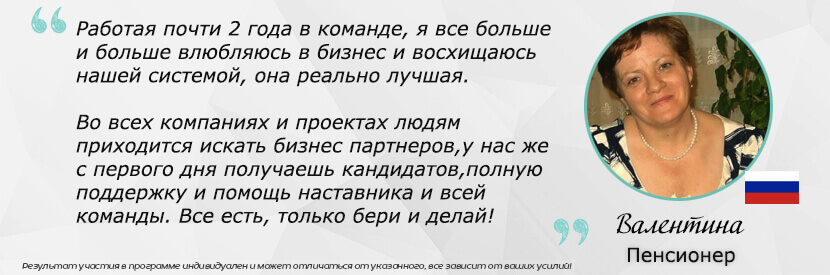 Работая почти 2 года в команде, я все больше
и больше влюбляюсь в бизнес и восхищаюсь
нашей системой, она реально лучшая.
Во всех компаниях и проектах людям
приходится искать бизнес партнеров,у нас же
с первого дня получаешь кандидатов,полную
поддержку и помощь наставника и всей
команды. Все есть, только бери и делай!
Валентина
Пенсионер
Результат участия в программе индивидуален и может отличаться от указанного, все зависит от ваших усилий!